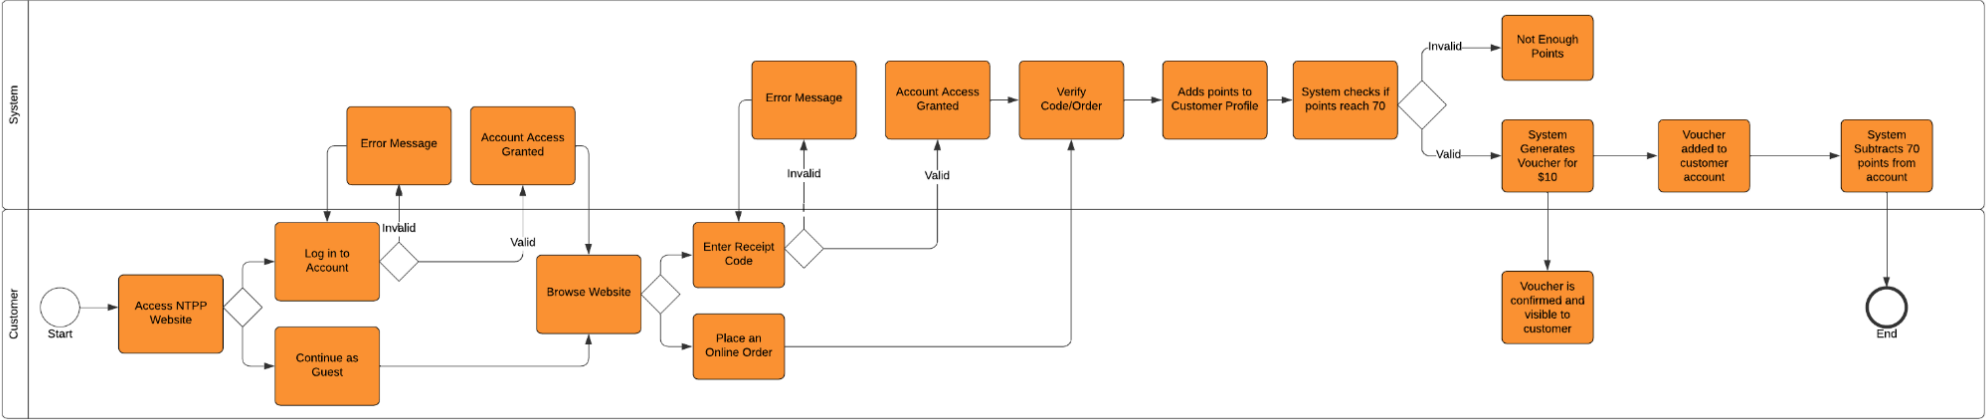 System
Customer
Start
Access NTPP
Website
Log in to
Account
Continue as
Guest
Error Message
Invalid
Account Access
Granted
Valid
Browse Website
Enter Receipt
Code
Place an
Online Order
Error Message
Invalid
Account Access
Granted
Valid
Verify
Code/Order
Adds points to
Customer Profile
System checks if
points reach 70
Invalid
Not Enough
Points
Valid
System
Generates
Voucher for
$10
Voucher
added to
customer
account
System
Subtracts 70
points from
account
Voucher is
confirmed and
visible to
customer
End